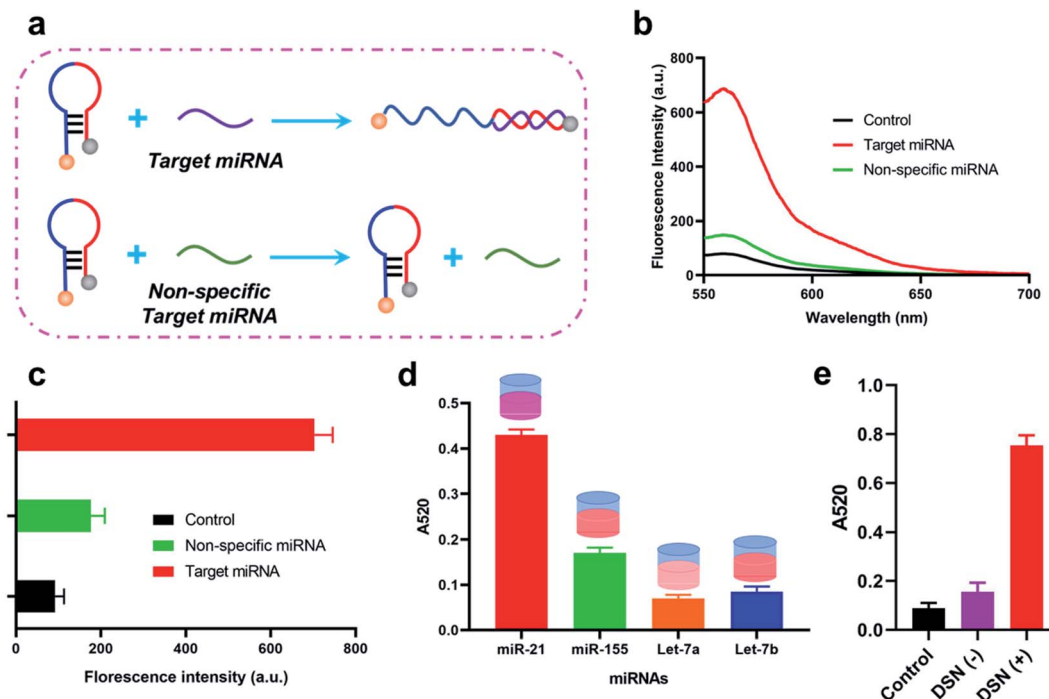 a
Target miRNA
Non-specific
Target miRNA
b
Fluorescence Intensity (a.u.)
800
600
400
200
0
550
600
650
700
Wavelength (nm)
Control
Target miRNA
Non-specific miRNA
c
Control
Non-specific miRNA
Target miRNA
0
200
400
600
800
Florescence intensity (a.u.)
d
A520
0.5
0.4
0.3
0.2
0.1
0.0
miR-21
miR-155
Let-7a
Let-7b
miRNAs
e
A520
1.0
0.8
0.6
0.4
0.2
0.0
Control
DSN (-)
DSN (+)